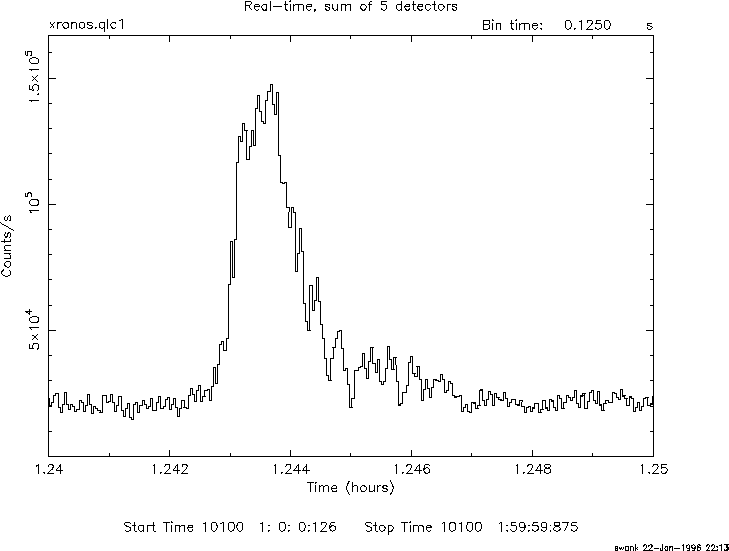 Real-time, sum of 5 detectors
xronos.qlc1 Bin time: 0.1250 s
1.5×10⁵
10⁵
5×10⁴
Counts/s
1.24 1.242 1.244 1.246 1.248 1.25
Time (hours)
Start Time 10100 1: 0: 0:126 Stop Time 10100 1:59:59:875
swank 22-Jan-1996 22:13